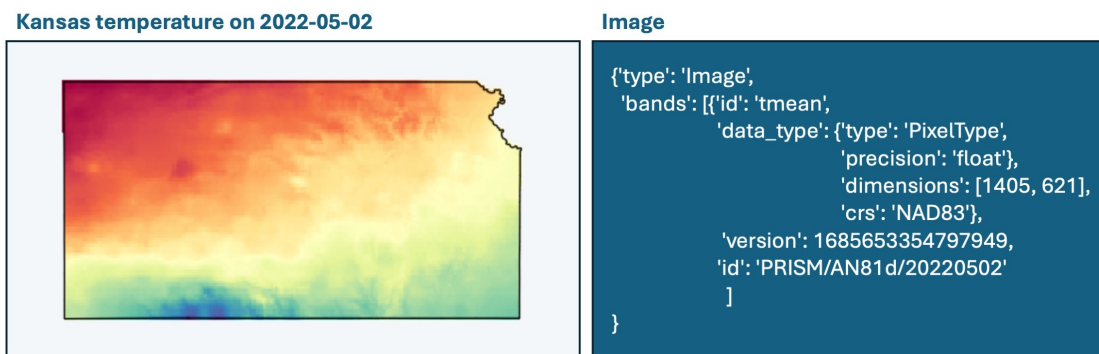 Kansas temperature on 2022-05-02
Image
{'type': 'Image',
'bands': [{'id': 'tmean',
'data_type': {'type': 'PixelType',
'precision': 'float'},
'dimensions': [1405, 621],
'crs': 'NAD83'},
'version': 1685653354797949,
'id': 'PRISM/AN81d/20220502'
]
}